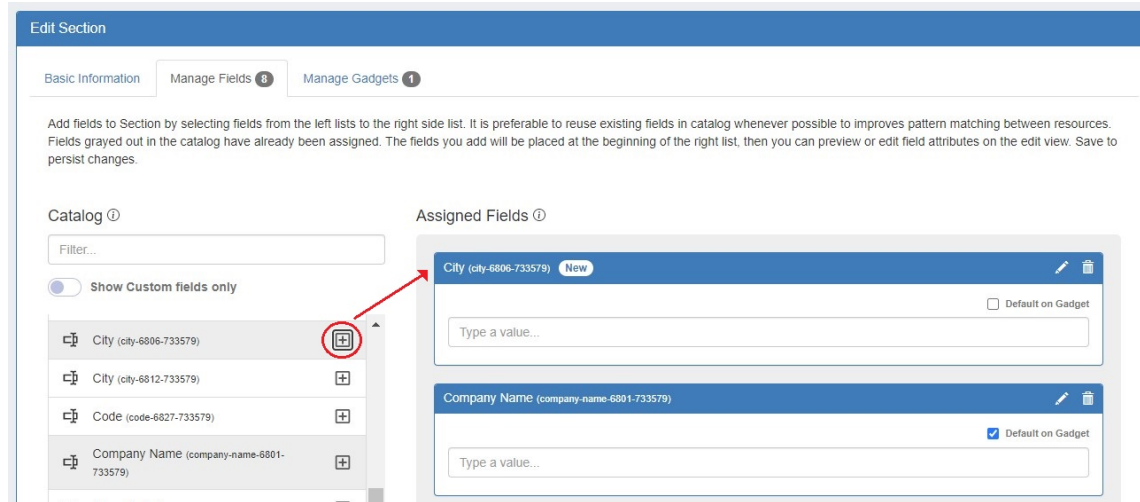 Edit Section
Basic Information Manage Fields 8 Manage Gadgets 1
Add fields to Section by selecting fields from the left lists to the right side list. It is preferable to reuse existing fields in catalog whenever possible to improves pattern matching between resources.
Fields grayed out in the catalog have already been assigned. The fields you add will be placed at the beginning of the right list, then you can preview or edit field attributes on the edit view. Save to
persist changes.
Catalog
Filter...
Show Custom fields only
City (city-6806-733579)
City (city-6812-733579)
Code (code-6827-733579)
Company Name (company-name-6801-
733579)
Assigned Fields
City (city-6806-733579) New
Default on Gadget
Type a value...
Company Name (company-name-6801-733579)
Default on Gadget
Type a value...